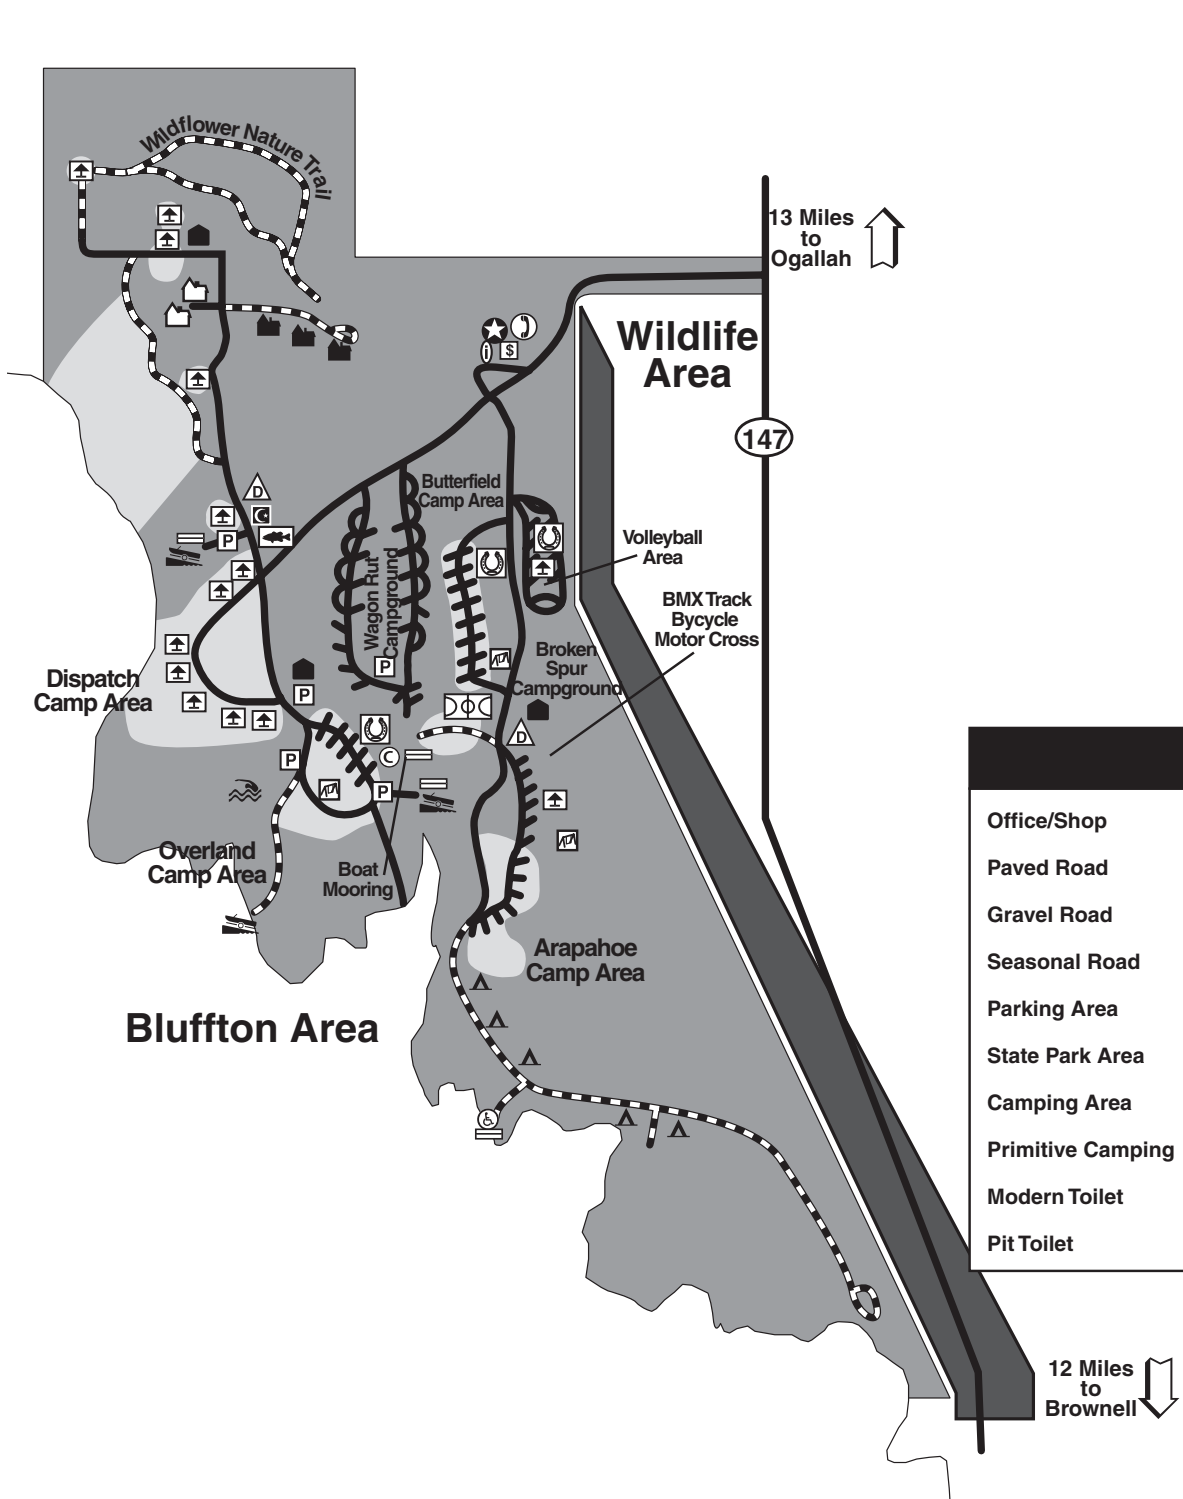 Wildflower Nature Trail
13 Miles
to
Ogallah
Wildlife
Area
i
$
147
Butterfield
Camp Area
D
P
Volleyball
Area
Wagon Rut
Campground
BMX Track
Bycycle
Motor Cross
Broken
Spur
Campground
P
Dispatch
Camp Area
P
D
C
P
P
Overland
Camp Area
Boat
Mooring
Arapahoe
Camp Area
Bluffton Area
Office/Shop
Paved Road
Gravel Road
Seasonal Road
Parking Area
State Park Area
Camping Area
Primitive Camping
Modern Toilet
Pit Toilet
12 Miles
to
Brownell